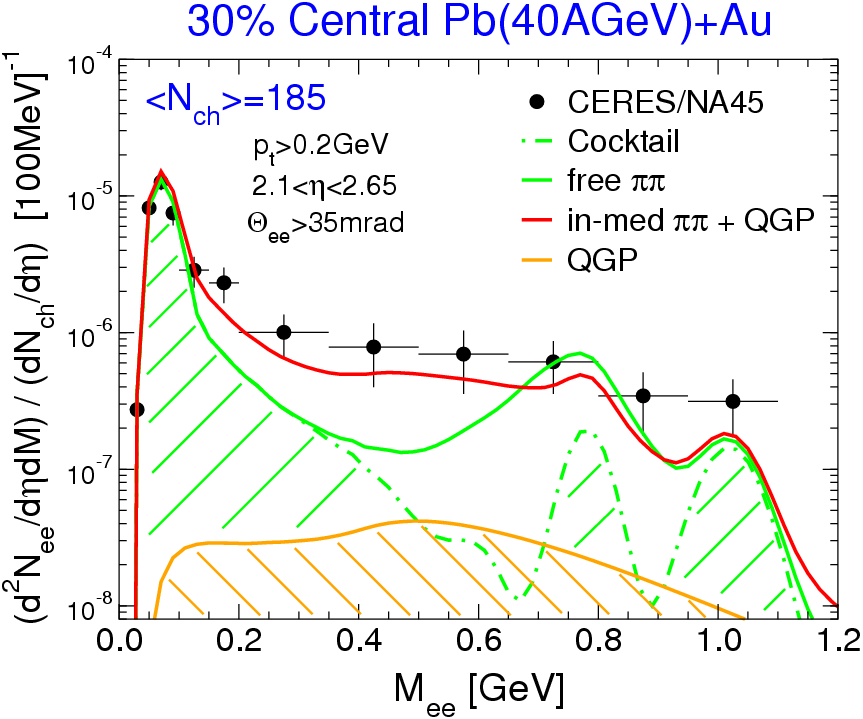 30% Central Pb(40AGeV)+Au
<N_ch>=185
p_t>0.2GeV
2.1<η<2.65
Θ_ee>35mrad
CERES/NA45
Cocktail
free ππ
in-med ππ + QGP
QGP
(d^2N_ee/dηdM) / (dN_ch/dη) [100MeV]^-1
10^-4
10^-5
10^-6
10^-7
10^-8
0.0 0.2 0.4 0.6 0.8 1.0 1.2
M_ee [GeV]